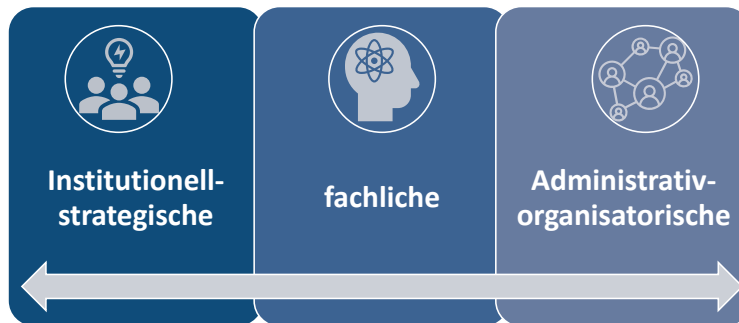 Institutionell-
strategische
fachliche
Administrativ-
organisatorische